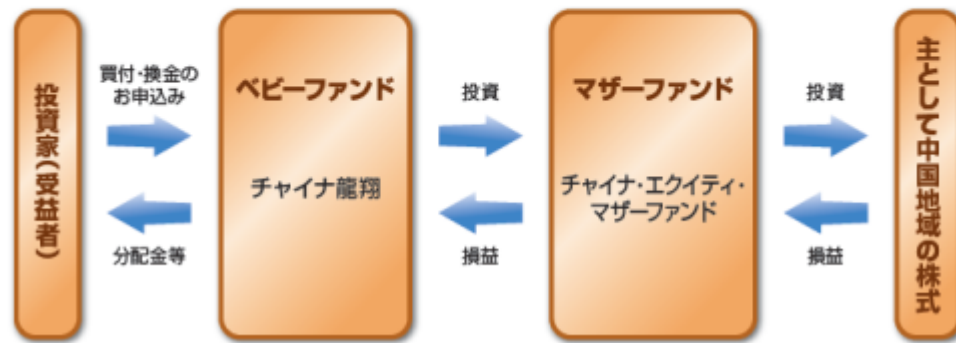 投資家(受益者)
買付・換金の
お申込み
分配金等
ベビーファンド
チャイナ龍翔
投資
損益
マザーファンド
チャイナ・エクイティ・
マザーファンド
投資
損益
主として中国地域の株式